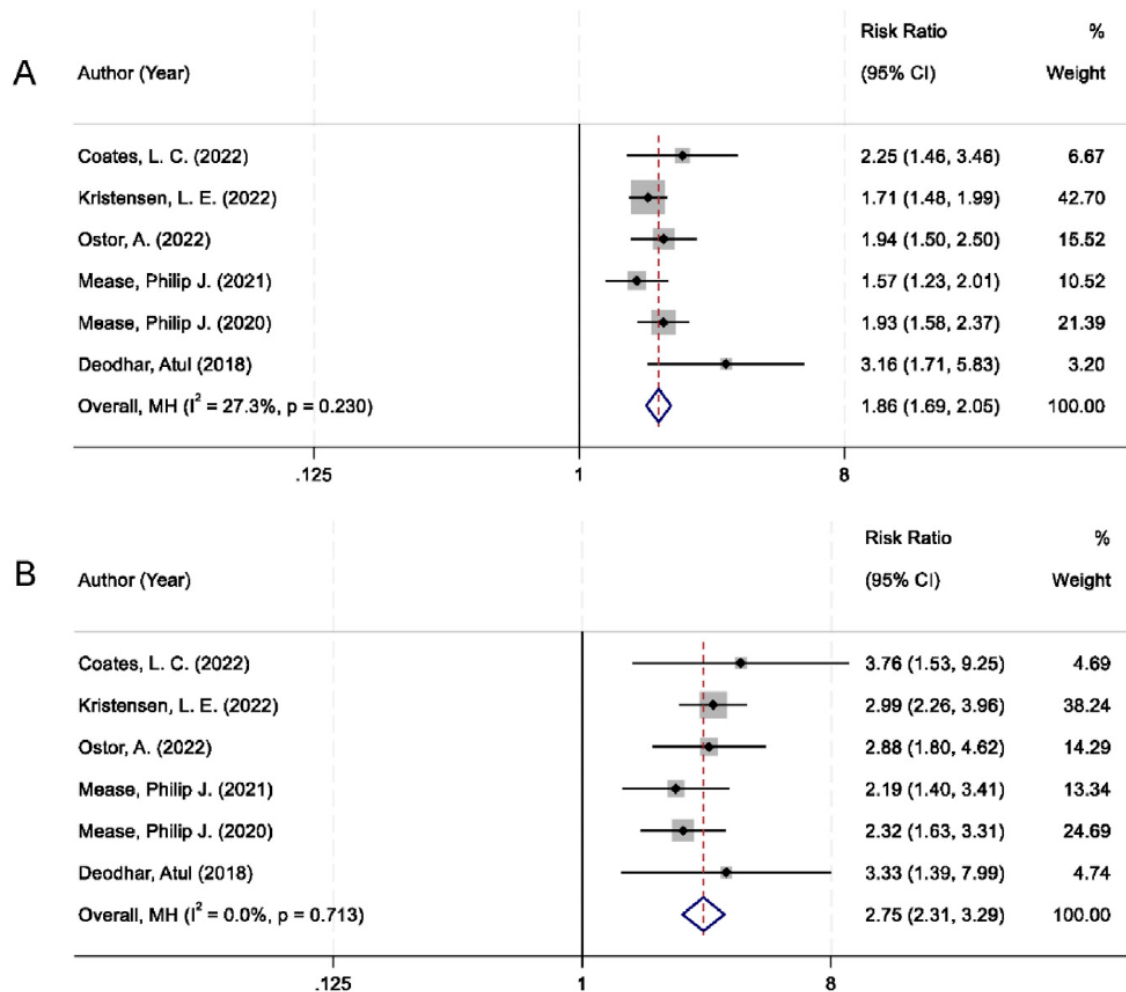 A
Risk Ratio %
Author (Year) (95% CI) Weight
Coates, L. C. (2022) 2.25 (1.46, 3.46) 6.67
Kristensen, L. E. (2022) 1.71 (1.48, 1.99) 42.70
Ostor, A. (2022) 1.94 (1.50, 2.50) 15.52
Mease, Philip J. (2021) 1.57 (1.23, 2.01) 10.52
Mease, Philip J. (2020) 1.93 (1.58, 2.37) 21.39
Deodhar, Atul (2018) 3.16 (1.71, 5.83) 3.20
Overall, MH (I² = 27.3%, p = 0.230) 1.86 (1.69, 2.05) 100.00
.125 1 8
B
Risk Ratio %
Author (Year) (95% CI) Weight
Coates, L. C. (2022) 3.76 (1.53, 9.25) 4.69
Kristensen, L. E. (2022) 2.99 (2.26, 3.96) 38.24
Ostor, A. (2022) 2.88 (1.80, 4.62) 14.29
Mease, Philip J. (2021) 2.19 (1.40, 3.41) 13.34
Mease, Philip J. (2020) 2.32 (1.63, 3.31) 24.69
Deodhar, Atul (2018) 3.33 (1.39, 7.99) 4.74
Overall, MH (I² = 0.0%, p = 0.713) 2.75 (2.31, 3.29) 100.00
.125 1 8